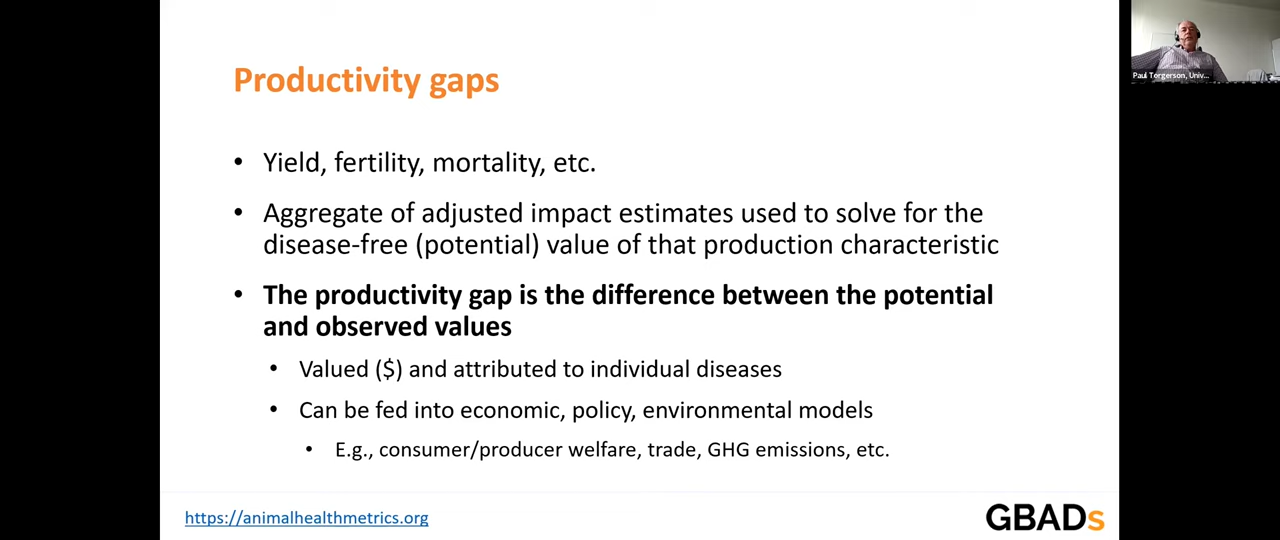 Productivity gaps
• Yield, fertility, mortality, etc.
• Aggregate of adjusted impact estimates used to solve for the
disease-free (potential) value of that production characteristic
• The productivity gap is the difference between the potential
and observed values
• Valued ($) and attributed to individual diseases
• Can be fed into economic, policy, environmental models
• E.g., consumer/producer welfare, trade, GHG emissions, etc.
https://animalhealthmetrics.org
GBADs
Paul Torgerson, Univ...